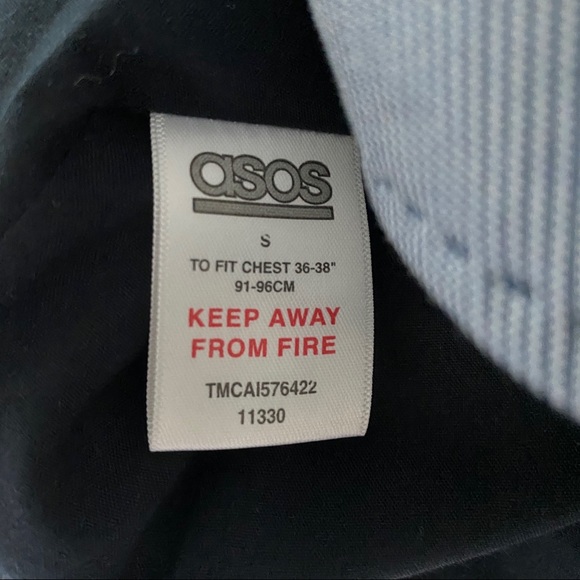 asos
S
TO FIT CHEST 36-38"
91-96CM
KEEP AWAY
FROM FIRE
TMCAI576422
11330